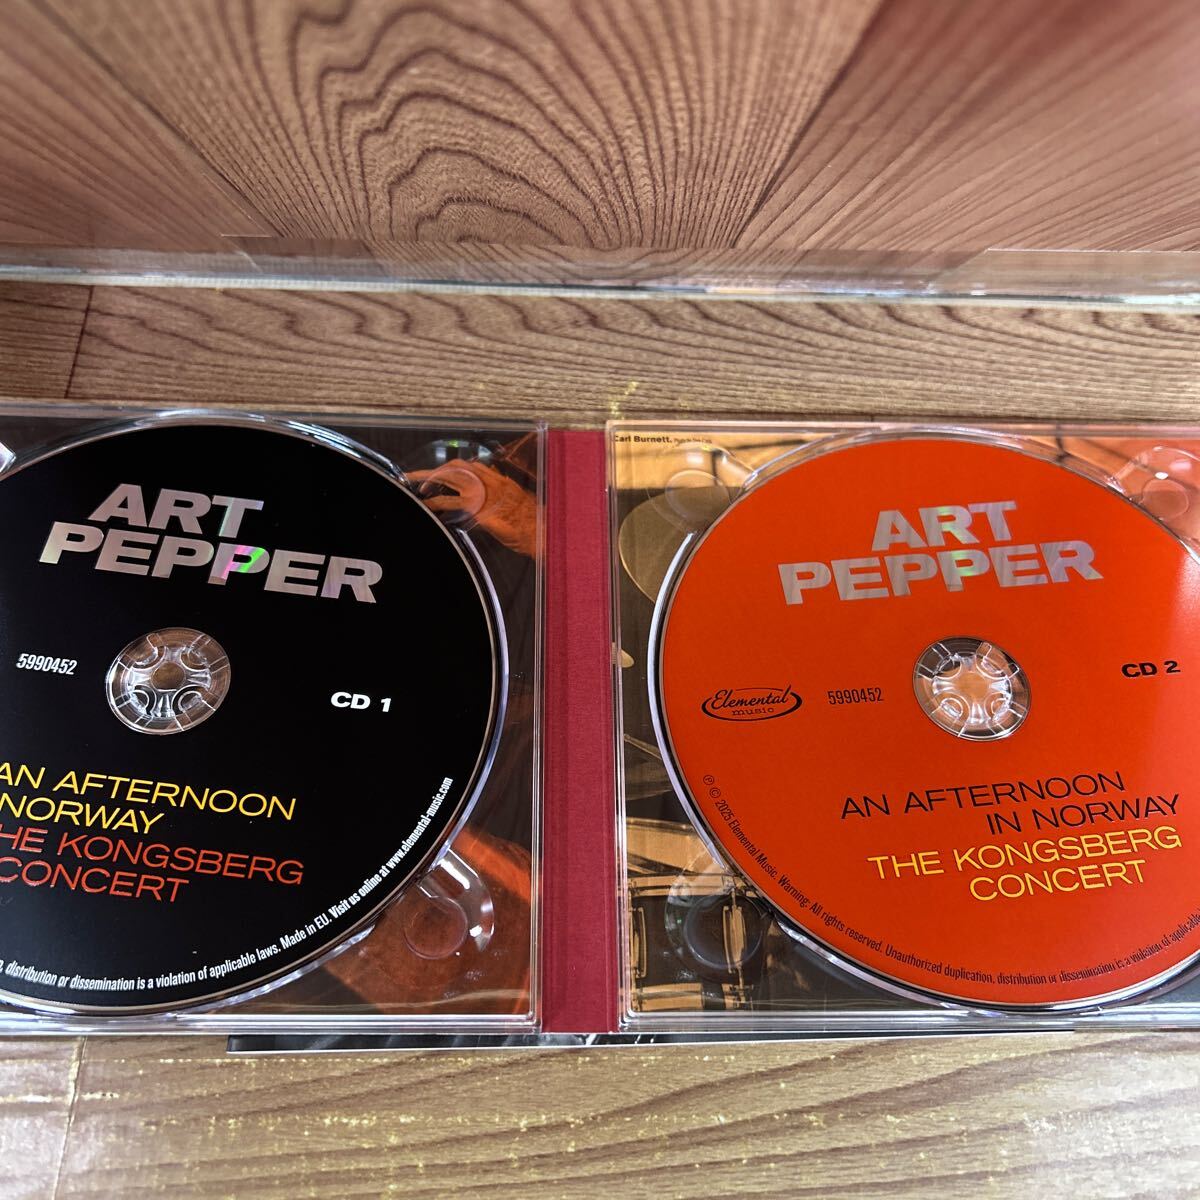 ART
PEPPER
5990452
CD 1
AN AFTERNOON
NORWAY
HE KONGSBERG
CONCERT
distribution or dissemination is a violation of applicable laws. Made in EU. Visit us online at www.elemental-music.com
Carl Burnett.
ART
PEPPER
Elemental
music
5990452
CD 2
AN AFTERNOON
IN NORWAY
THE KONGSBERG
CONCERT
℗ © 2025 Elemental Music. Warning: All rights reserved. Unauthorized duplication, distribution or dissemination is a violation of applicable